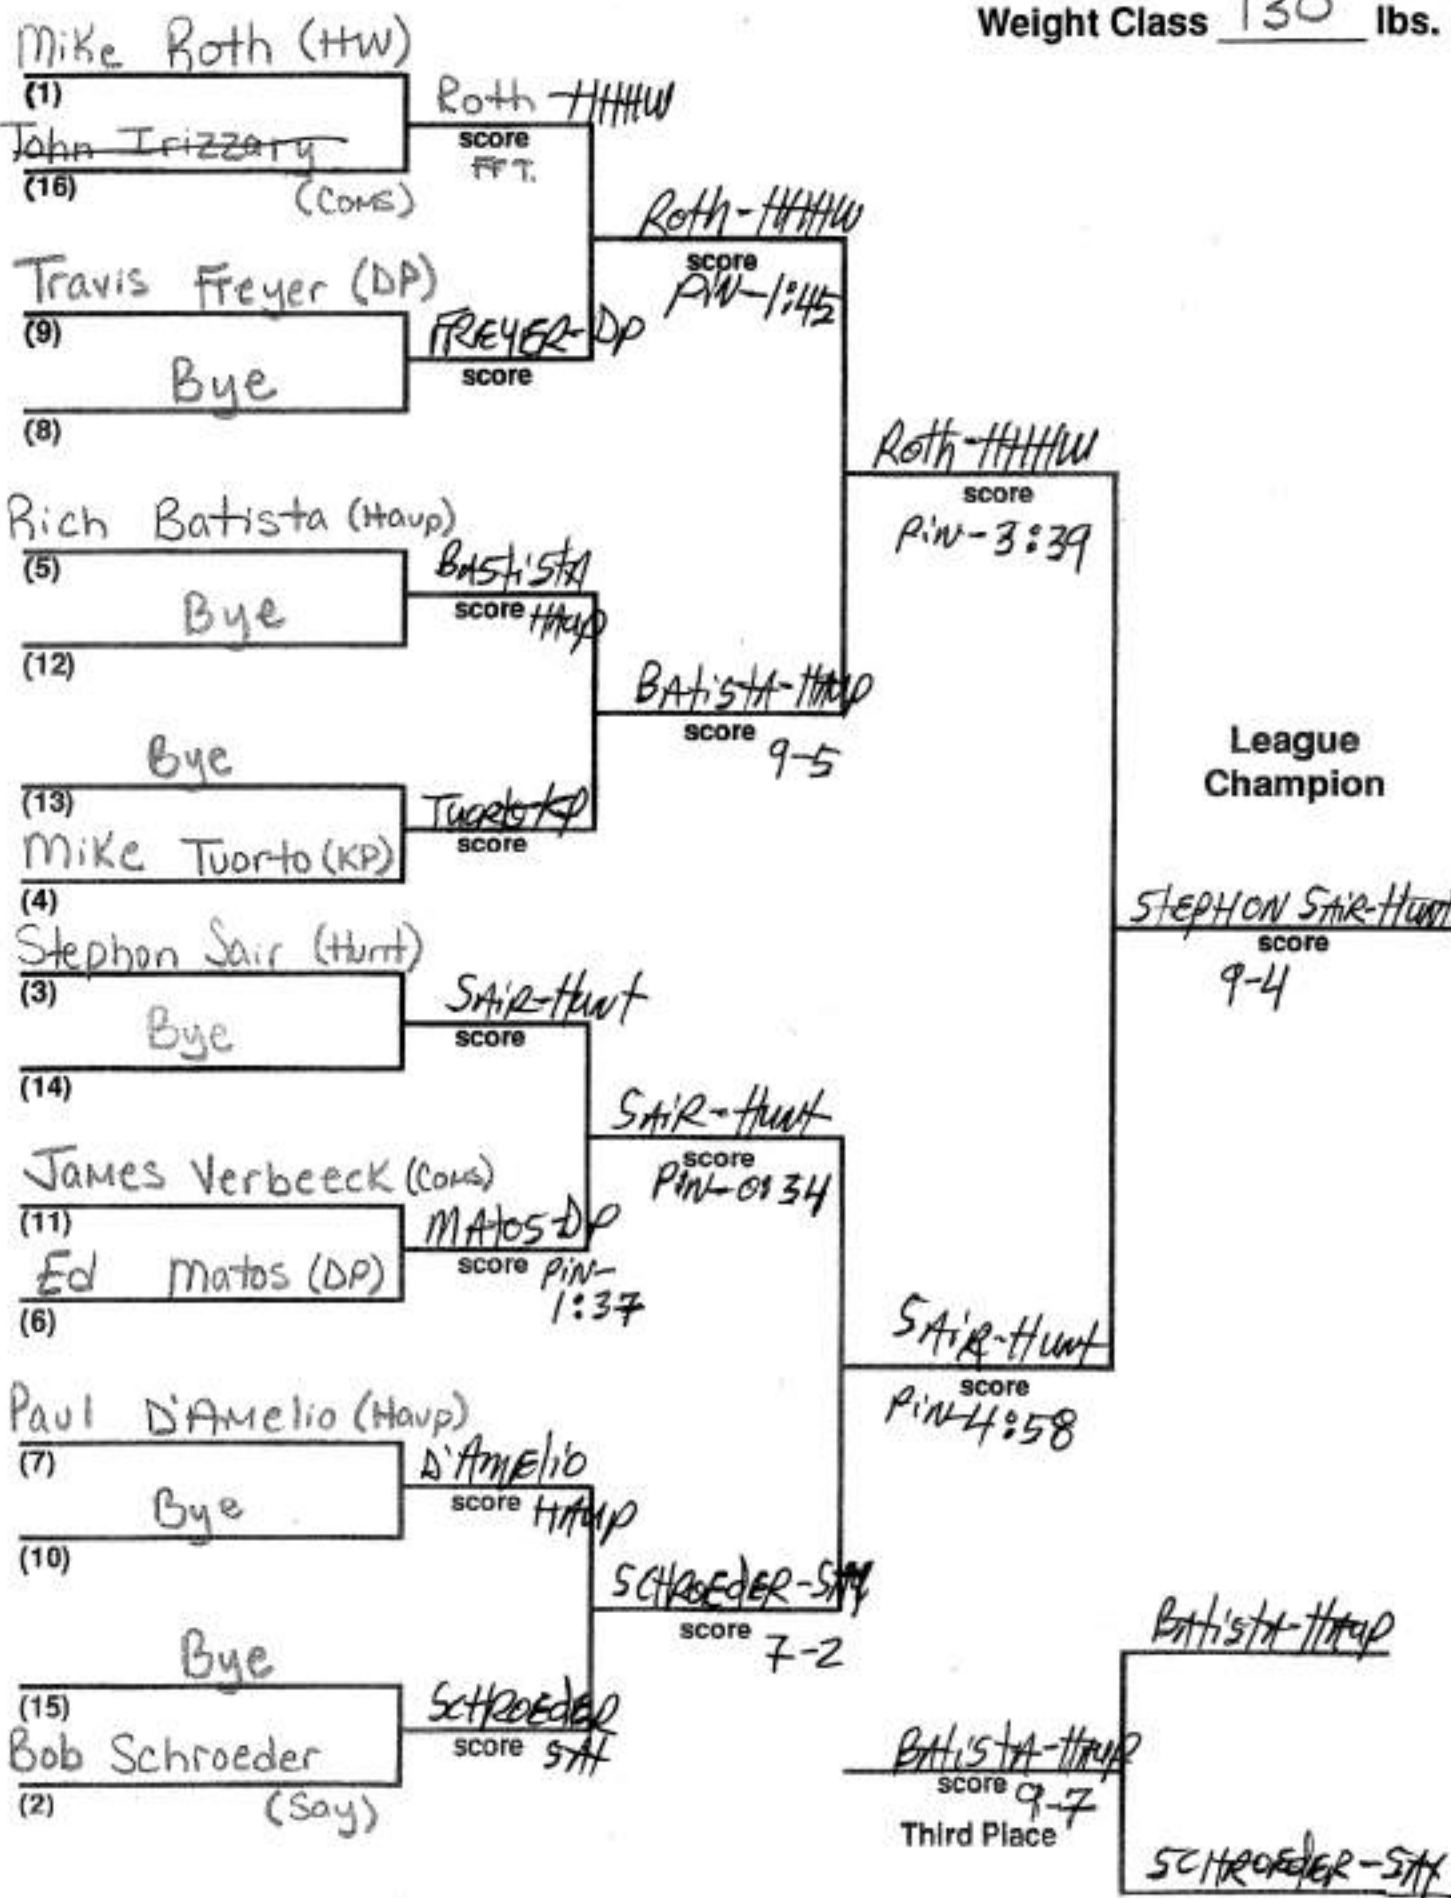 Weight Class 130 lbs.
Mike Roth (HW)
(1)
Roth - HHHW
score
FFT.
John Irizzary
(16)
(Coms)
Roth - HHHW
score
Pin - 1:45
Travis Freyer (DP)
(9)
FREYER-DP
score
Bye
(8)
Roth - HHHW
score
Pin - 3:39
Rich Batista (Haup)
(5)
BAStistA
score HAup
Bye
(12)
BAtistA-HAup
score
9-5
Bye
(13)
Tuorto-KP
score
Mike Tuorto (KP)
(4)
League
Champion
STEPHON SAIR-HUNT
score
9-4
Stephon Sair (Hunt)
(3)
SAIR-Hunt
score
Bye
(14)
SAIR-Hunt
score
Pin-0:34
James Verbeeck (Coms)
(11)
MAtos-DP
score Pin-
1:37
Ed Matos (DP)
(6)
SAIR-Hunt
score
Pin-4:58
Paul D'Amelio (Haup)
(7)
D'AmElio
score HAup
Bye
(10)
SCHROEdER-SAY
score
7-2
Bye
(15)
SCHROEdER
score SAY
Bob Schroeder
(2)
(Say)
BAtistA-HAup
BAtistA-HAup
score 9-7
Third Place
SCHROEdER-SAY